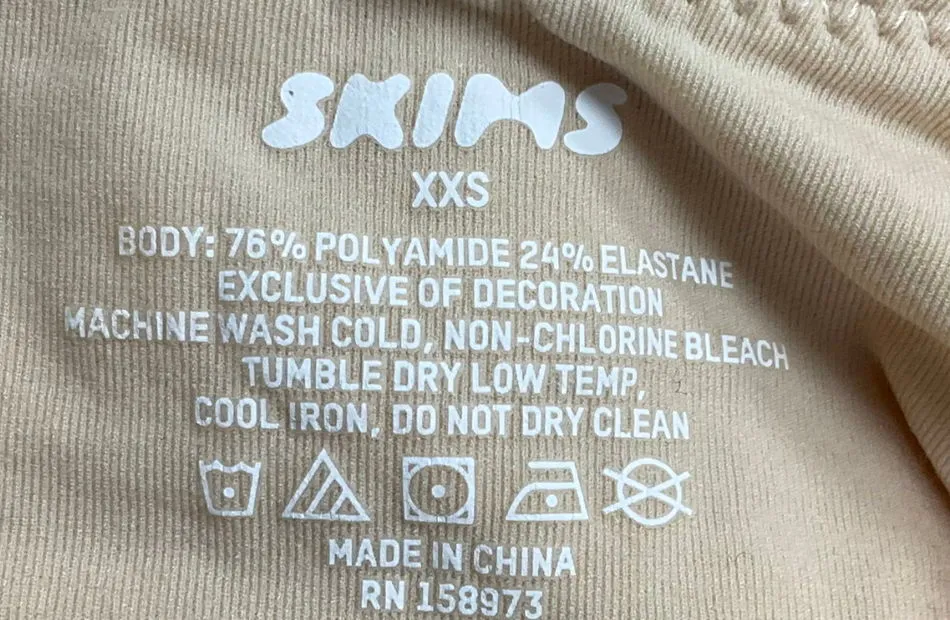 SKIMS
XXS
BODY: 76% POLYAMIDE 24% ELASTANE
EXCLUSIVE OF DECORATION
MACHINE WASH COLD, NON-CHLORINE BLEACH
TUMBLE DRY LOW TEMP,
COOL IRON, DO NOT DRY CLEAN
MADE IN CHINA
RN 158973